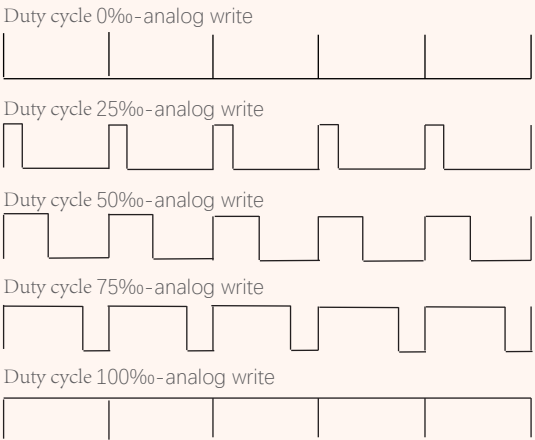 Duty cycle 0‰-analog write
Duty cycle 25‰-analog write
Duty cycle 50‰-analog write
Duty cycle 75‰-analog write
Duty cycle 100‰-analog write